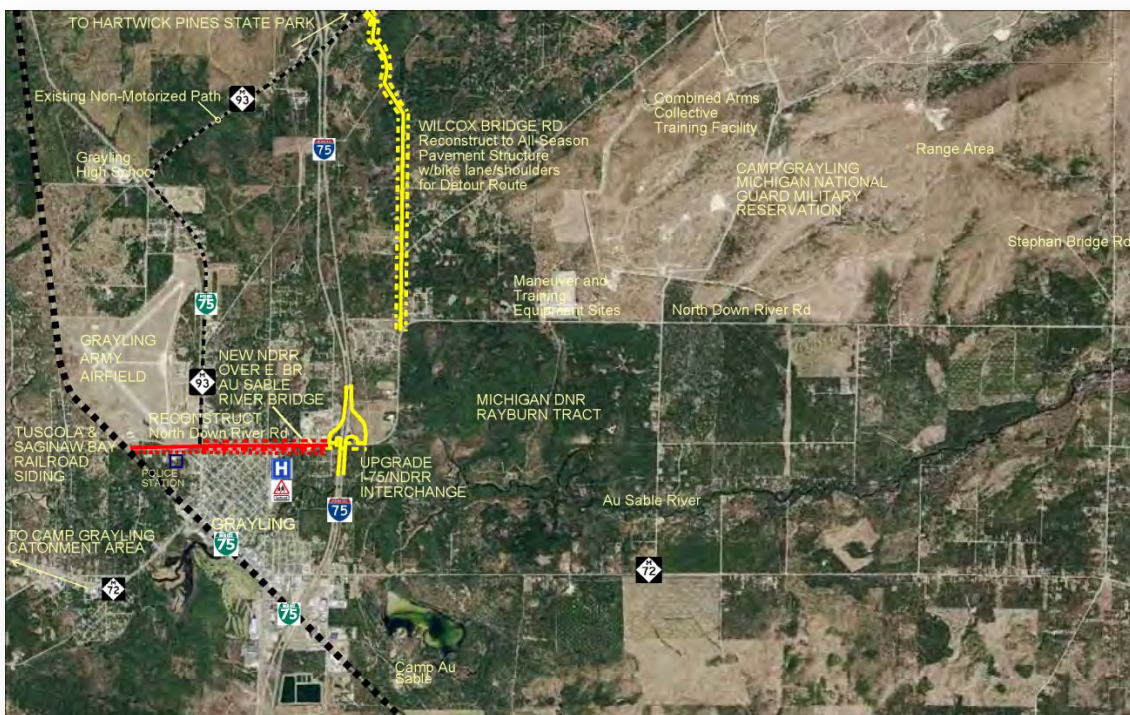 TO HARTWICK PINES STATE PARK
M
93
Existing Non-Motorized Path
Grayling
High School
75
WILCOX BRIDGE RD
Reconstruct to All-Season
Pavement Structure
w/bike lane/shoulders
for Detour Route
Combined Arms
Collective
Training Facility
Range Area
CAMP GRAYLING
MICHIGAN NATIONAL
GUARD MILITARY
RESERVATION
Stephan Bridge Rd
Maneuver and
Training
Equipment Sites
North Down River Rd
75
GRAYLING
ARMY
AIRFIELD
M
93
NEW NDRR
OVER E. BR.
AU SABLE
RIVER BRIDGE
RECONSTRUCT
North Down River Rd
MICHIGAN DNR
RAYBURN TRACT
TUSCOLA &
SAGINAW BAY
RAILROAD
SIDING
POLICE
STATION
H
UPGRADE
I-75/NDRR
INTERCHANGE
75
Au Sable River
GRAYLING
75
TO CAMP GRAYLING
CATONMENT AREA
M
72
M
72
75
Camp Au
Sable